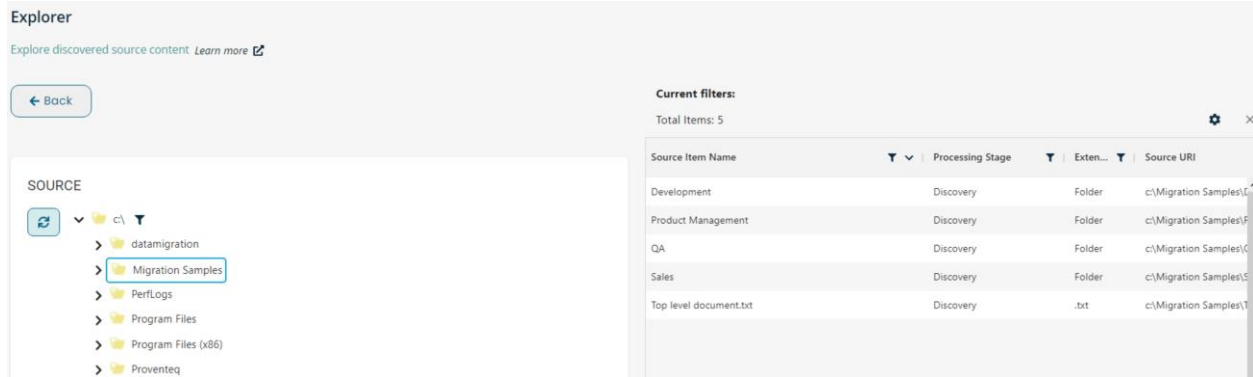 Explorer
Explore discovered source content Learn more
Back
SOURCE
c:\
datamigration
Migration Samples
PerfLogs
Program Files
Program Files (x86)
Proventeq
Current filters:
Total Items: 5
Source Item Name Processing Stage Exten... Source URI
Development Discovery Folder c:\Migration Samples\
Product Management Discovery Folder c:\Migration Samples\
QA Discovery Folder c:\Migration Samples\
Sales Discovery Folder c:\Migration Samples\
Top level document.txt Discovery .txt c:\Migration Samples\